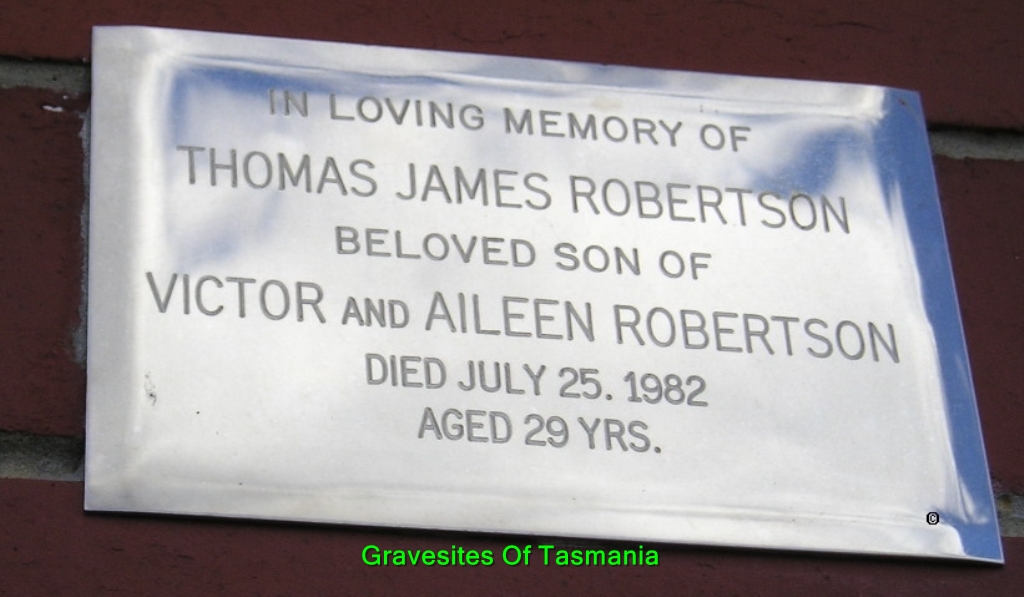 IN LOVING MEMORY OF
THOMAS JAMES ROBERTSON
BELOVED SON OF
VICTOR AND AILEEN ROBERTSON
DIED JULY 25. 1982
AGED 29 YRS.
©
Gravesites Of Tasmania